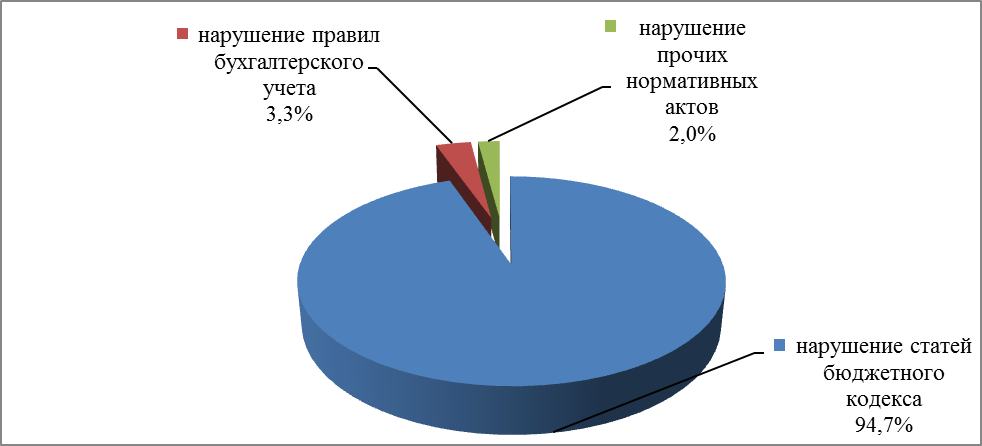 нарушение правил
бухгалтерского
учета
3,3%
нарушение
прочих
нормативных
актов
2,0%
нарушение статей
бюджетного
кодекса
94,7%